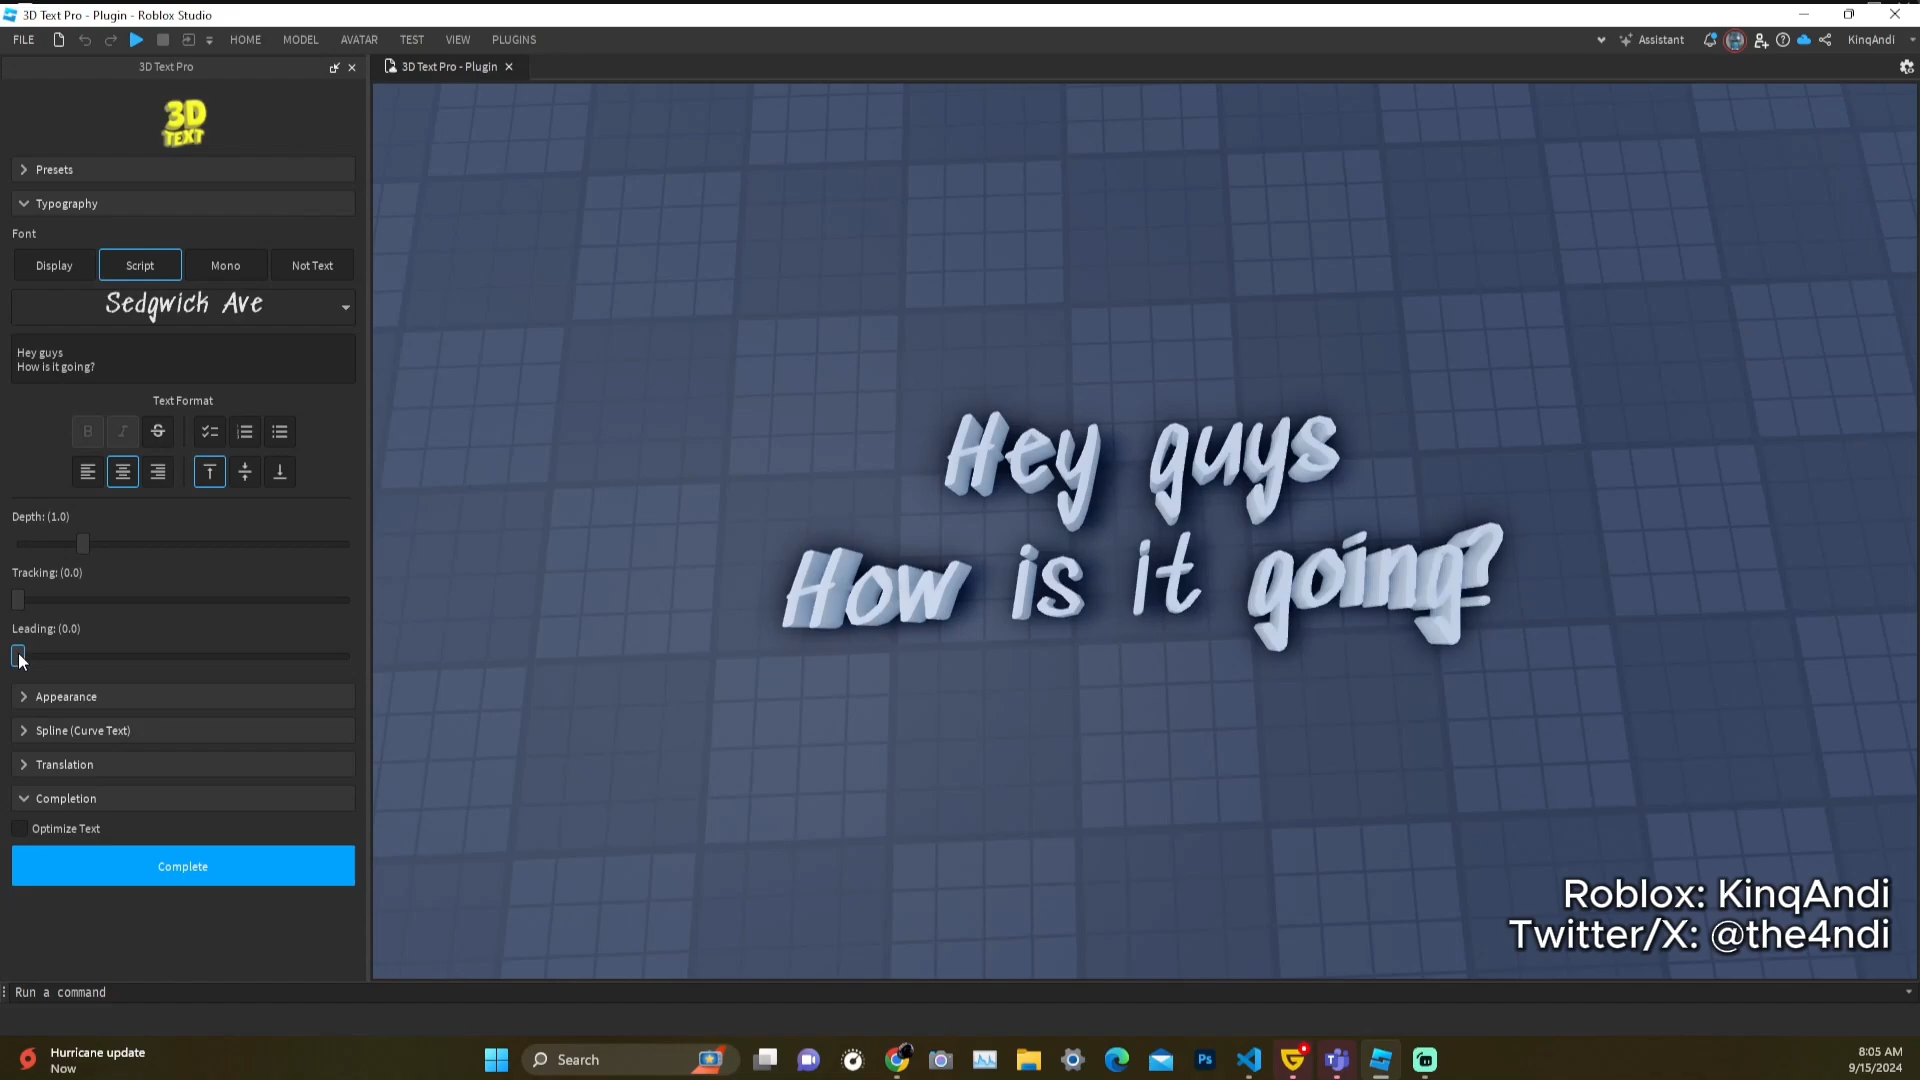 3D Text Pro - Plugin - Roblox Studio
FILE HOME MODEL AVATAR TEST VIEW PLUGINS Assistant KinqAndi
3D Text Pro
3D Text Pro - Plugin
3D
TEXT
Presets
Typography
Font
Display Script Mono Not Text
Sedgwick Ave
Hey guys
How is it going?
Text Format
B I S
Depth: (1.0)
Tracking: (0.0)
Leading: (0.0)
Appearance
Spline (Curve Text)
Translation
Completion
Optimize Text
Complete
Hey guys
How is it going?
Roblox: KinqAndi
Twitter/X: @the4ndi
Run a command
Hurricane update
Now
Search
Ps
8:05 AM
9/15/2024